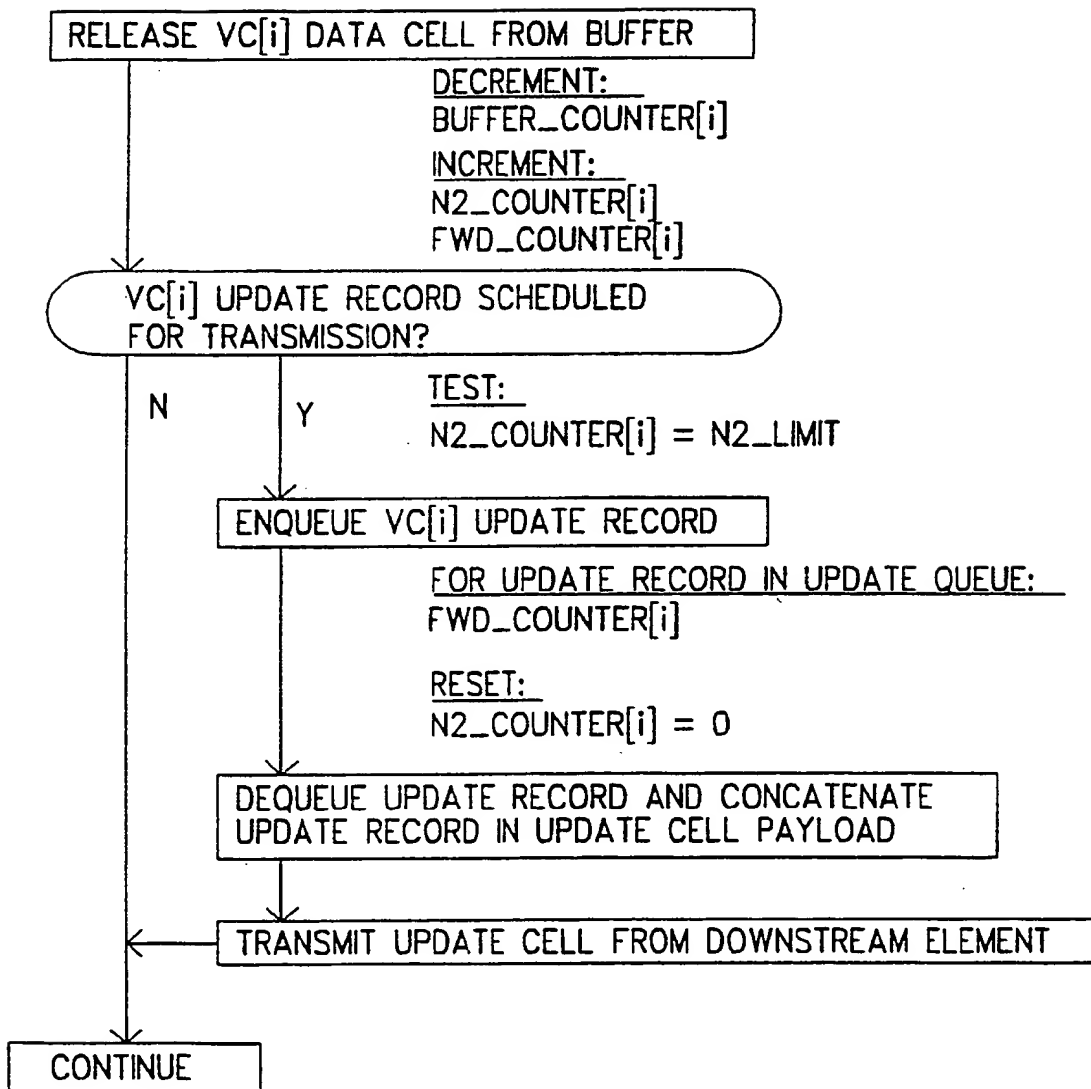 RELEASE VC[i] DATA CELL FROM BUFFER
DECREMENT:
BUFFER_COUNTER[i]
INCREMENT:
N2_COUNTER[i]
FWD_COUNTER[i]
VC[i] UPDATE RECORD SCHEDULED
FOR TRANSMISSION?
N
Y
TEST:
N2_COUNTER[i] = N2_LIMIT
ENQUEUE VC[i] UPDATE RECORD
FOR UPDATE RECORD IN UPDATE QUEUE:
FWD_COUNTER[i]
RESET:
N2_COUNTER[i] = 0
DEQUEUE UPDATE RECORD AND CONCATENATE
UPDATE RECORD IN UPDATE CELL PAYLOAD
TRANSMIT UPDATE CELL FROM DOWNSTREAM ELEMENT
CONTINUE